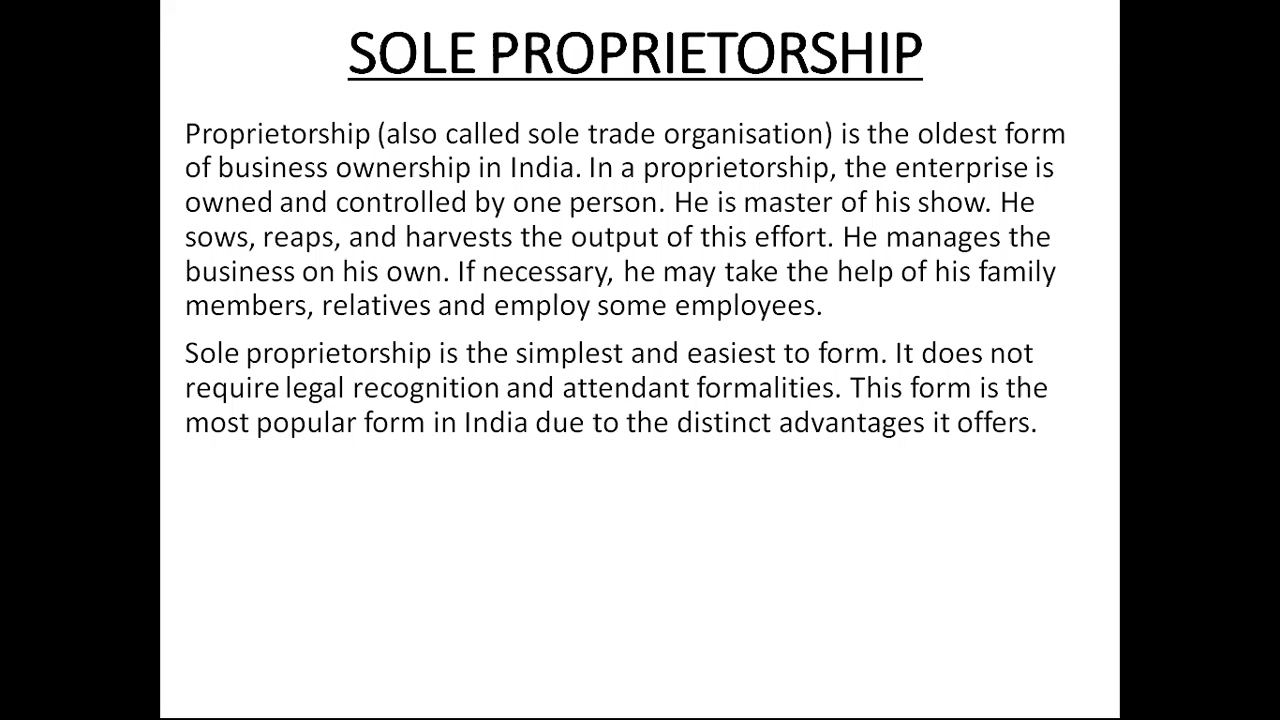 SOLE PROPRIETORSHIP
Proprietorship (also called sole trade organisation) is the oldest form
of business ownership in India. In a proprietorship, the enterprise is
owned and controlled by one person. He is master of his show. He
sows, reaps, and harvests the output of this effort. He manages the
business on his own. If necessary, he may take the help of his family
members, relatives and employ some employees.
Sole proprietorship is the simplest and easiest to form. It does not
require legal recognition and attendant formalities. This form is the
most popular form in India due to the distinct advantages it offers.